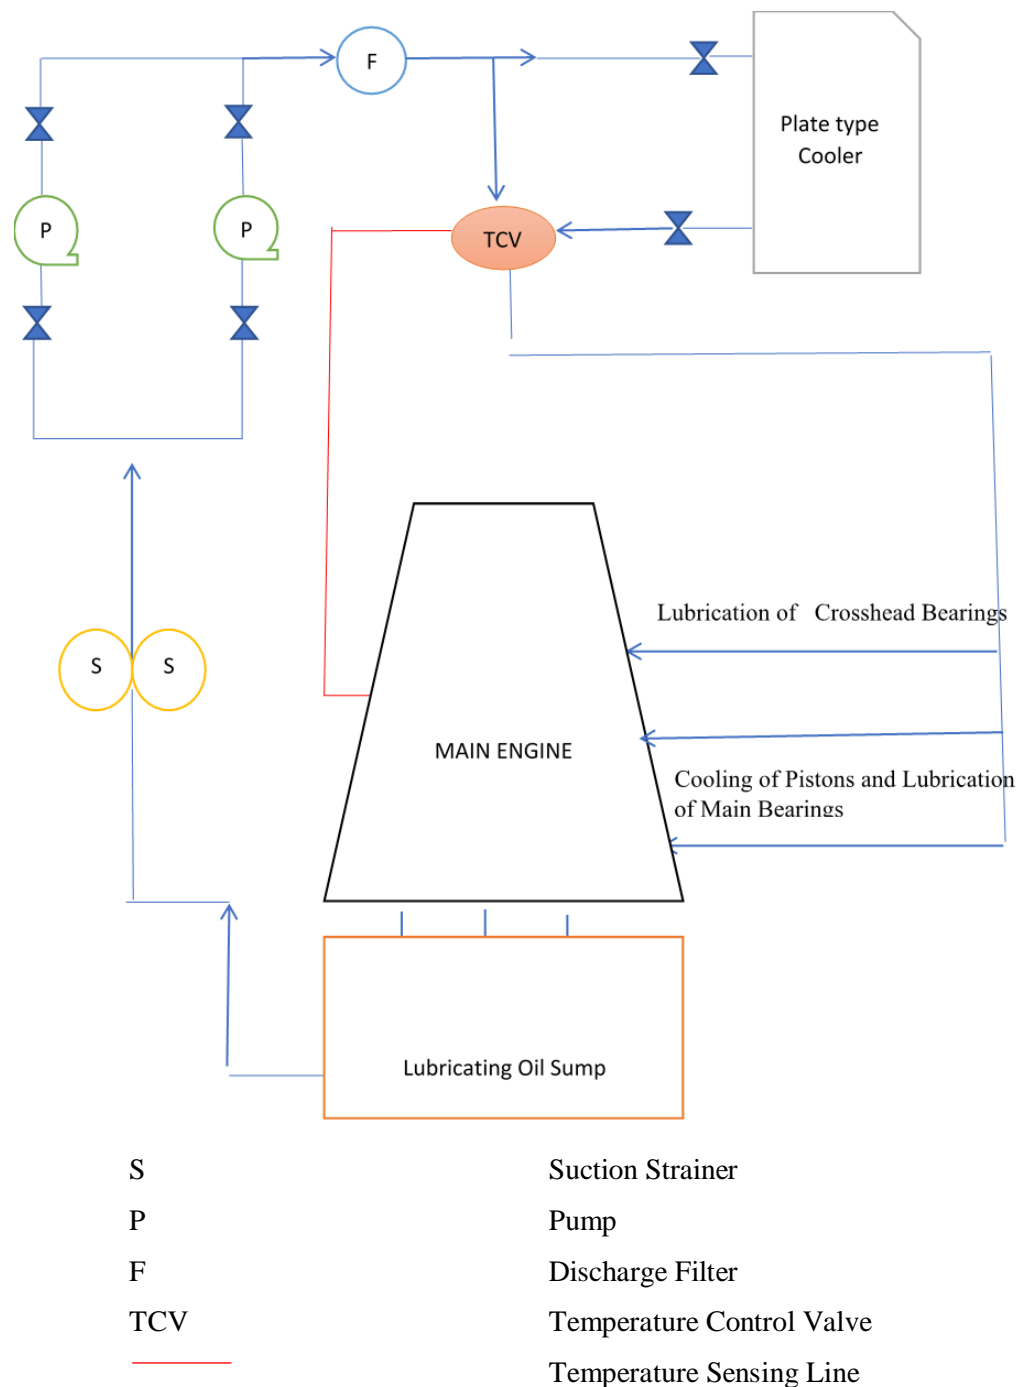 F
Plate type
Cooler
P
P
TCV
Lubrication of Crosshead Bearings
S S
MAIN ENGINE
Cooling of Pistons and Lubrication
of Main Bearings
Lubricating Oil Sump
S Suction Strainer
P Pump
F Discharge Filter
TCV Temperature Control Valve
Temperature Sensing Line